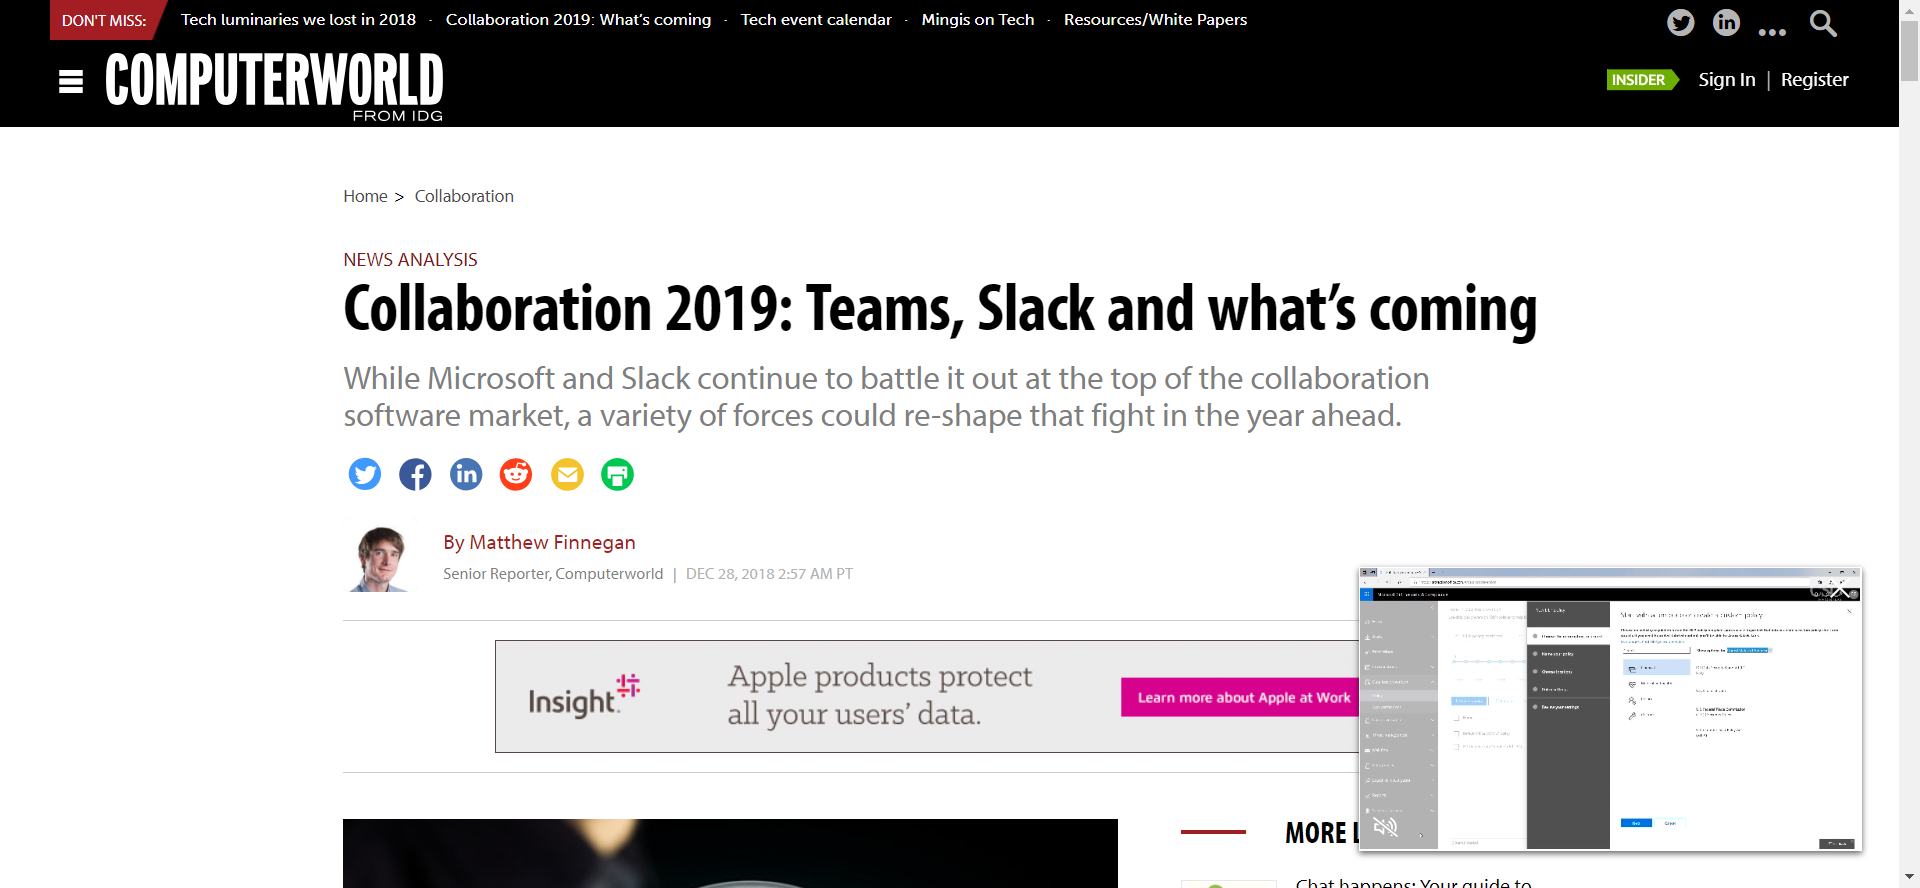 DON'T MISS:
Tech luminaries we lost in 2018 · Collaboration 2019: What's coming · Tech event calendar · Mingis on Tech · Resources/White Papers
COMPUTERWORLD
FROM IDG
INSIDER Sign In | Register
Home > Collaboration
NEWS ANALYSIS
Collaboration 2019: Teams, Slack and what's coming
While Microsoft and Slack continue to battle it out at the top of the collaboration
software market, a variety of forces could re-shape that fight in the year ahead.
By Matthew Finnegan
Senior Reporter, Computerworld | DEC 28, 2018 2:57 AM PT
Insight
Apple products protect
all your users' data.
Learn more about Apple at Work
MORE
Chat happens: Your guide to